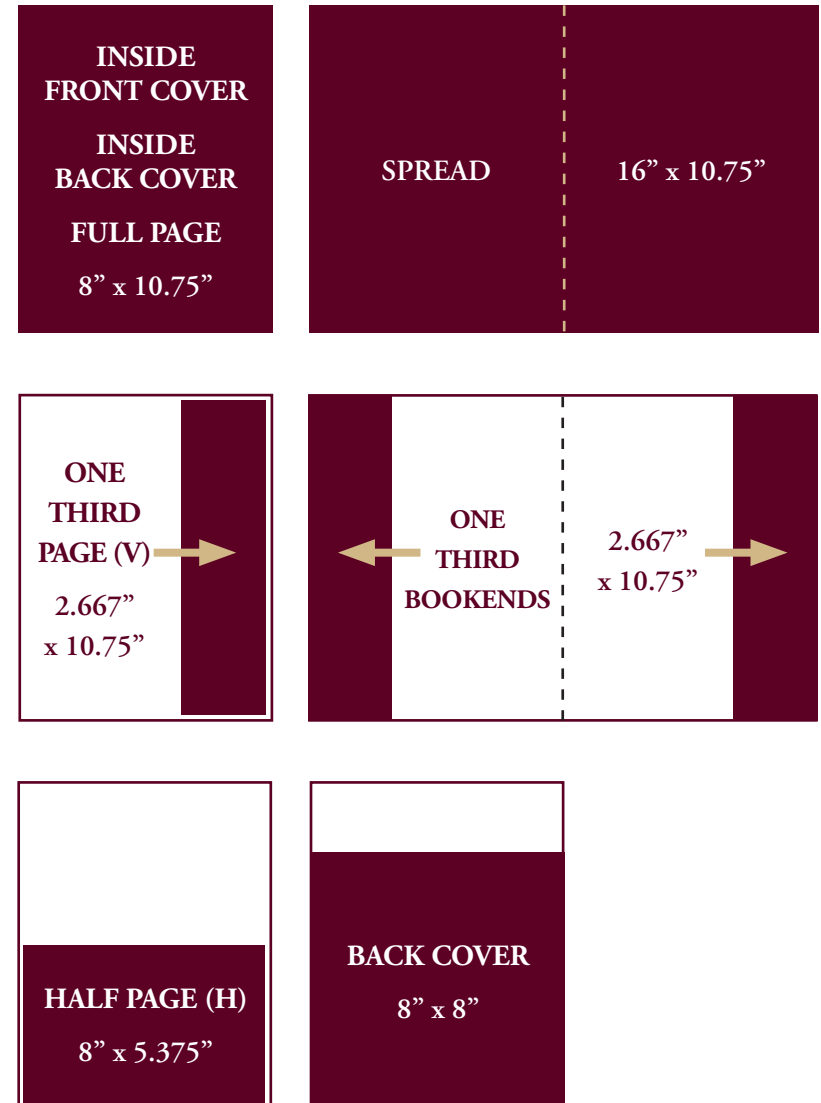 INSIDE
FRONT COVER
INSIDE
BACK COVER
FULL PAGE
8” x 10.75”
SPREAD
16” x 10.75”
ONE
THIRD
PAGE (V)
2.667”
x 10.75”
ONE
THIRD
BOOKENDS
2.667”
x 10.75”
HALF PAGE (H)
8” x 5.375”
BACK COVER
8” x 8”